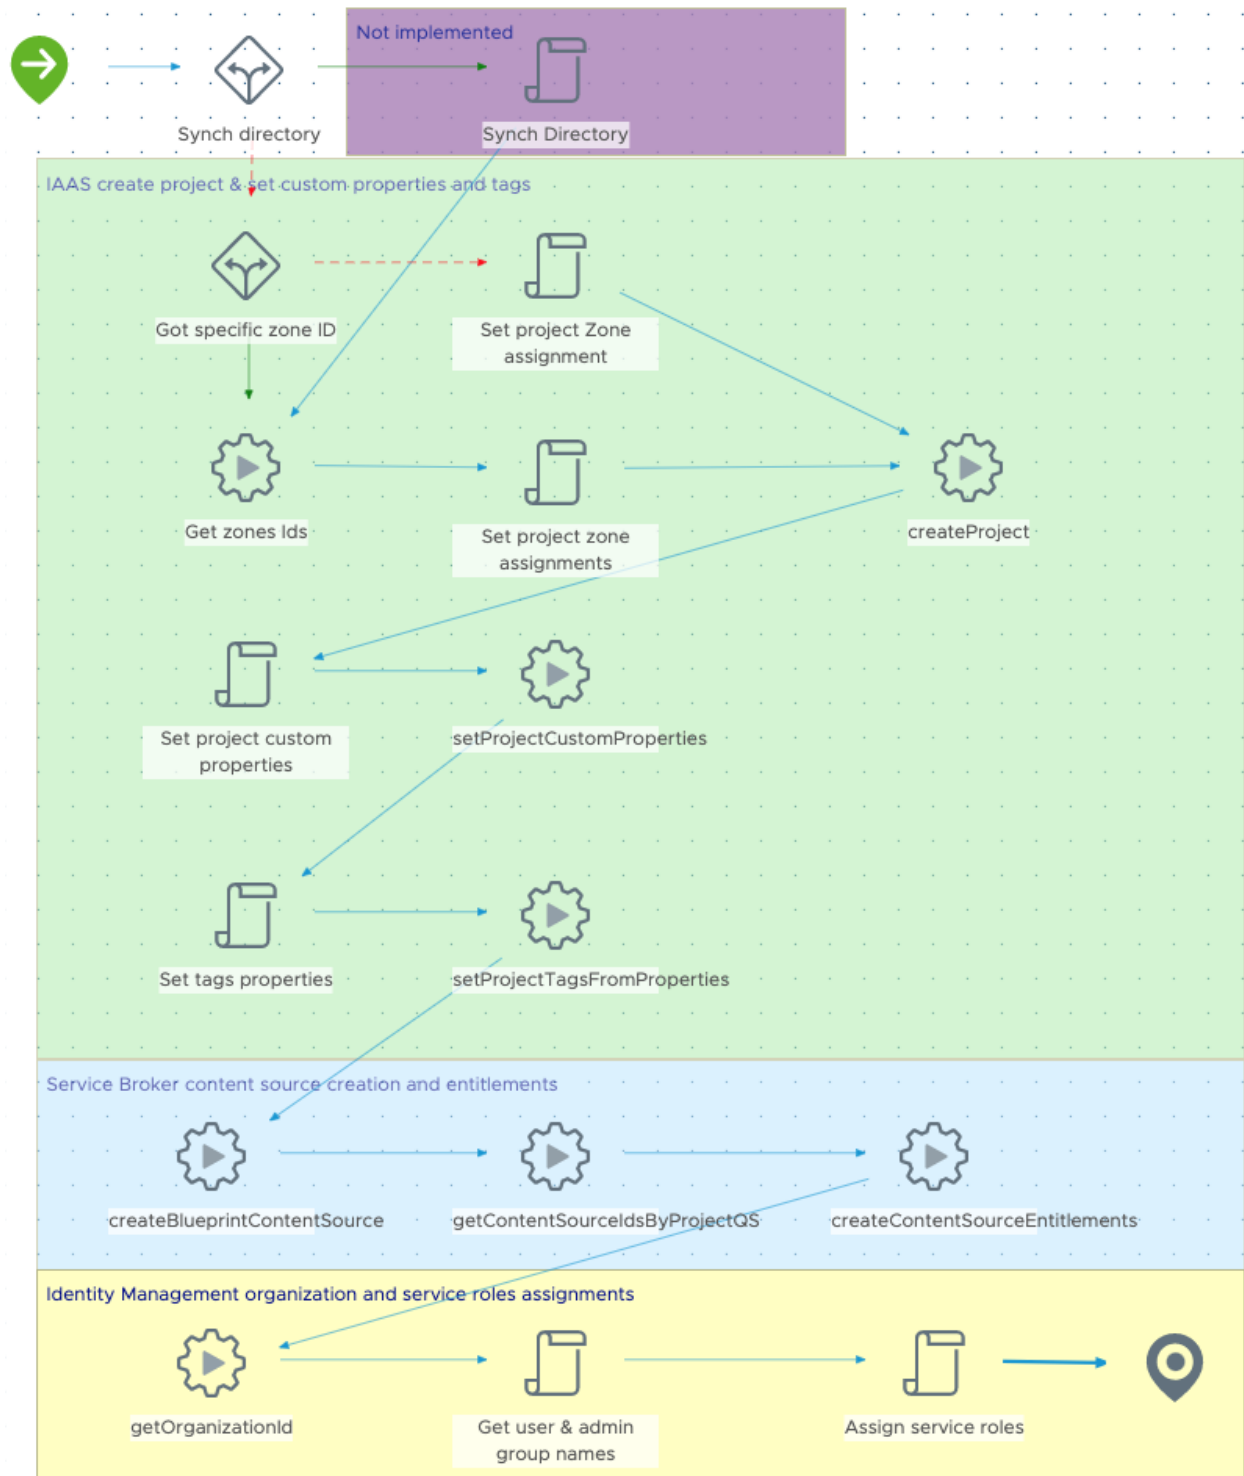 Not implemented
Synch directory
Synch Directory
IAAS create project & set custom properties and tags
Got specific zone ID
Set project Zone
assignment
Get zones Ids
Set project zone
assignments
createProject
Set project custom
properties
setProjectCustomProperties
Set tags properties
setProjectTagsFromProperties
Service Broker content source creation and entitlements
createBlueprintContentSource
getContentSourceIdsByProjectQS
createContentSourceEntitlements
Identity Management organization and service roles assignments
getOrganizationId
Get user & admin
group names
Assign service roles